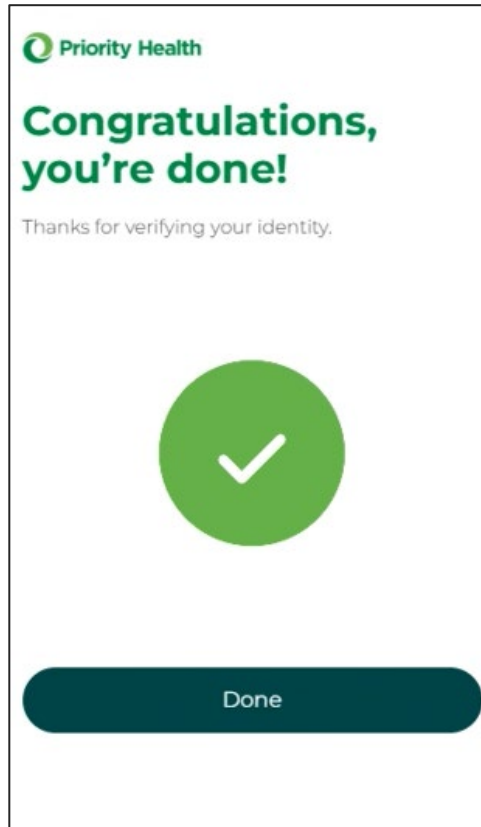 Priority Health
Congratulations,
you’re done!
Thanks for verifying your identity.
Done